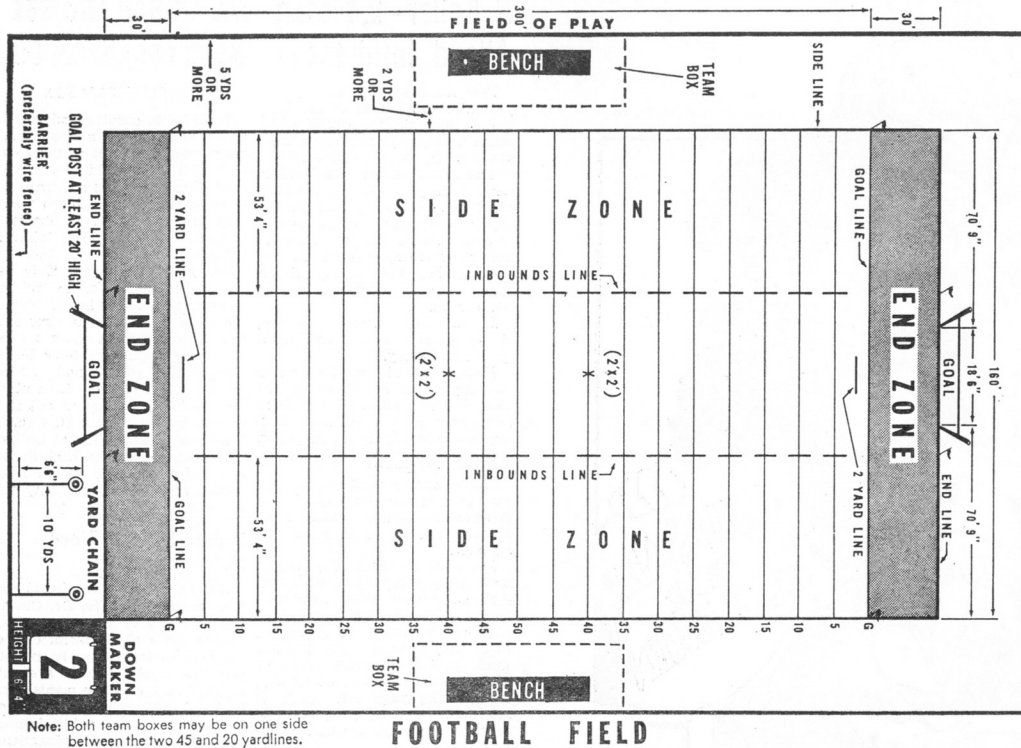 30'
300'
FIELD OF PLAY
30'
BENCH
TEAM
BOX
5 YDS
OR
MORE
2 YDS
OR
MORE
SIDE LINE
BARRIER
(preferably wire fence)
GOAL POST AT LEAST 20' HIGH
END LINE
2 YARD LINE
53' 4"
SIDE ZONE
GOAL LINE
70' 9"
160'
INBOUNDS LINE
END ZONE
GOAL
(2' x 2')
(2' x 2')
END ZONE
GOAL
18' 6"
INBOUNDS LINE
2 YARD LINE
END LINE
70' 9"
6'6"
10 YDS
YARD CHAIN
GOAL LINE
53' 4"
SIDE ZONE
G 5 10 15 20 25 30 35 40 45 50 45 40 35 30 25 20 15 5 G
HEIGHT 6' 4"
2
DOWN
MARKER
TEAM
BOX
BENCH
Note: Both team boxes may be on one side
between the two 45 and 20 yardlines.
FOOTBALL FIELD